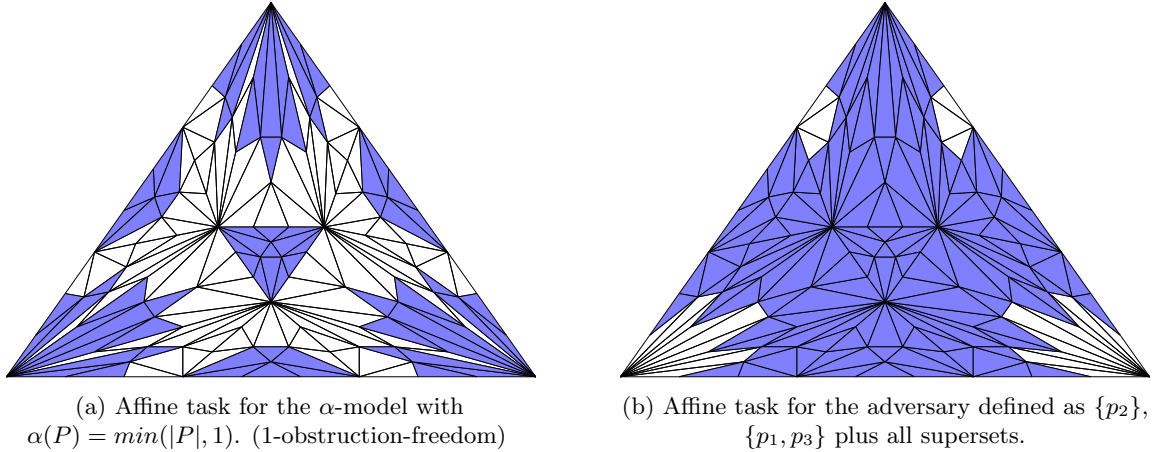 (a) Affine task for the α-model with
α(P) = min(|P|, 1). (1-obstruction-freedom)
(b) Affine task for the adversary defined as {p₂},
{p₁, p₃} plus all supersets.